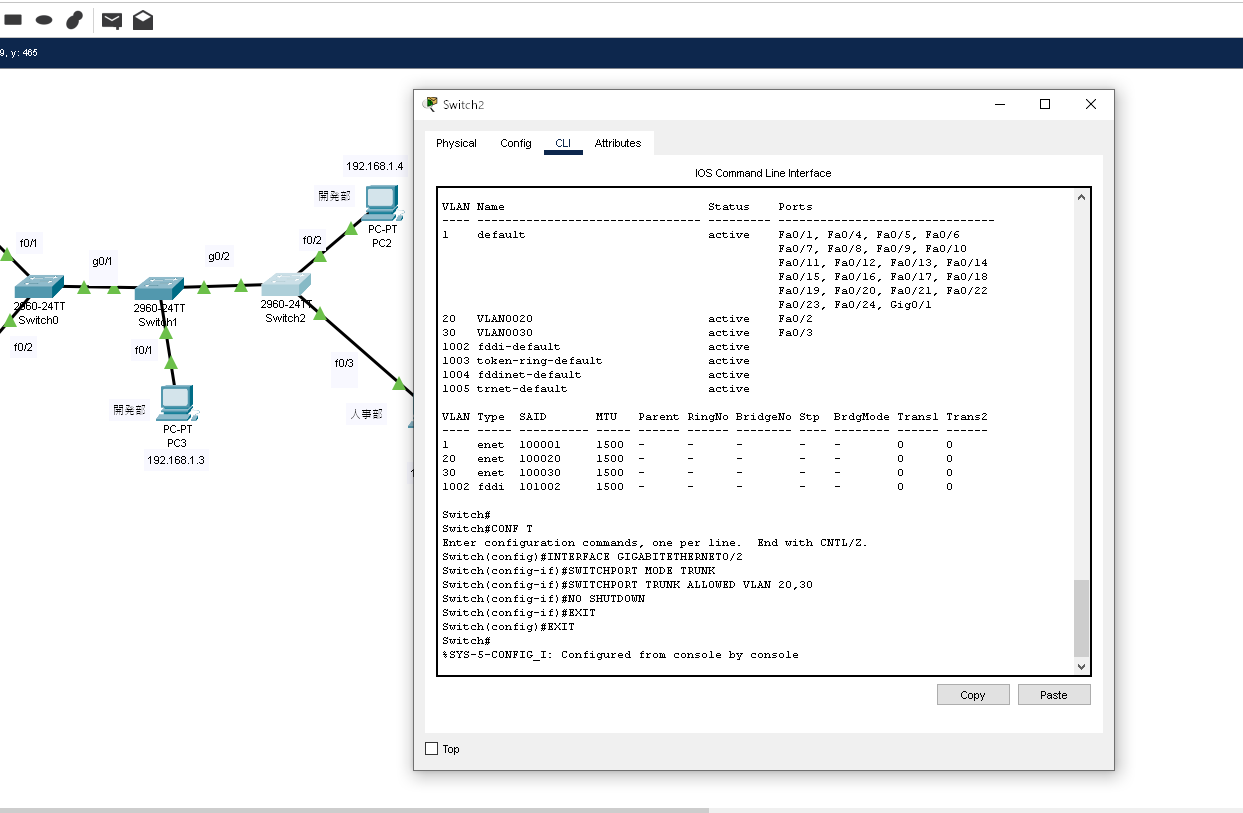 9, y: 465
192.168.1.4
開発部
PC-PT
PC2
f0/2
f0/1
g0/1
g0/2
2960-24TT
Switch0
2960-24TT
Switch1
2960-24TT
Switch2
f0/2
f0/1
f0/3
開発部
人事部
PC-PT
PC3
192.168.1.3
Switch2
Physical Config CLI Attributes
IOS Command Line Interface
VLAN Name Status Ports
---- -------------------------------- --------- -------------------------------
1 default active Fa0/1, Fa0/4, Fa0/5, Fa0/6
Fa0/7, Fa0/8, Fa0/9, Fa0/10
Fa0/11, Fa0/12, Fa0/13, Fa0/14
Fa0/15, Fa0/16, Fa0/17, Fa0/18
Fa0/19, Fa0/20, Fa0/21, Fa0/22
Fa0/23, Fa0/24, Gig0/1
20 VLAN0020 active Fa0/2
30 VLAN0030 active Fa0/3
1002 fddi-default active
1003 token-ring-default active
1004 fddinet-default active
1005 trnet-default active
VLAN Type SAID MTU Parent RingNo BridgeNo Stp BrdgMode Trans1 Trans2
---- ----- ---------- ----- ------ ------ -------- ---- -------- ------ ------
1 enet 100001 1500 - - - - - 0 0
20 enet 100020 1500 - - - - - 0 0
30 enet 100030 1500 - - - - - 0 0
1002 fddi 101002 1500 - - - - - 0 0
Switch#
Switch#CONF T
Enter configuration commands, one per line. End with CNTL/Z.
Switch(config)#INTERFACE GIGABITETHERNET0/2
Switch(config-if)#SWITCHPORT MODE TRUNK
Switch(config-if)#SWITCHPORT TRUNK ALLOWED VLAN 20,30
Switch(config-if)#NO SHUTDOWN
Switch(config-if)#EXIT
Switch(config)#EXIT
Switch#
%SYS-5-CONFIG_I: Configured from console by console
Copy Paste
Top